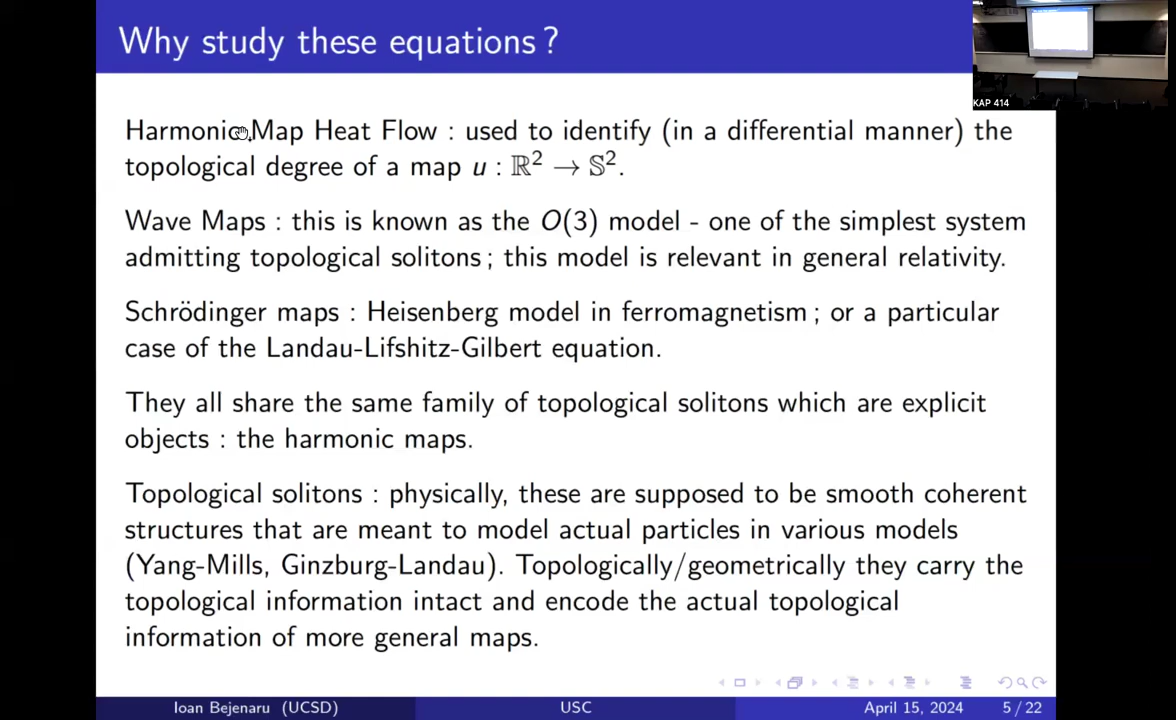 Why study these equations ?
KAP 414
Harmonic Map Heat Flow : used to identify (in a differential manner) the
topological degree of a map u : ℝ² → 𝕊².
Wave Maps : this is known as the O(3) model - one of the simplest system
admitting topological solitons ; this model is relevant in general relativity.
Schrödinger maps : Heisenberg model in ferromagnetism ; or a particular
case of the Landau-Lifshitz-Gilbert equation.
They all share the same family of topological solitons which are explicit
objects : the harmonic maps.
Topological solitons : physically, these are supposed to be smooth coherent
structures that are meant to model actual particles in various models
(Yang-Mills, Ginzburg-Landau). Topologically/geometrically they carry the
topological information intact and encode the actual topological
information of more general maps.
Ioan Bejenaru (UCSD) USC April 15, 2024 5 / 22